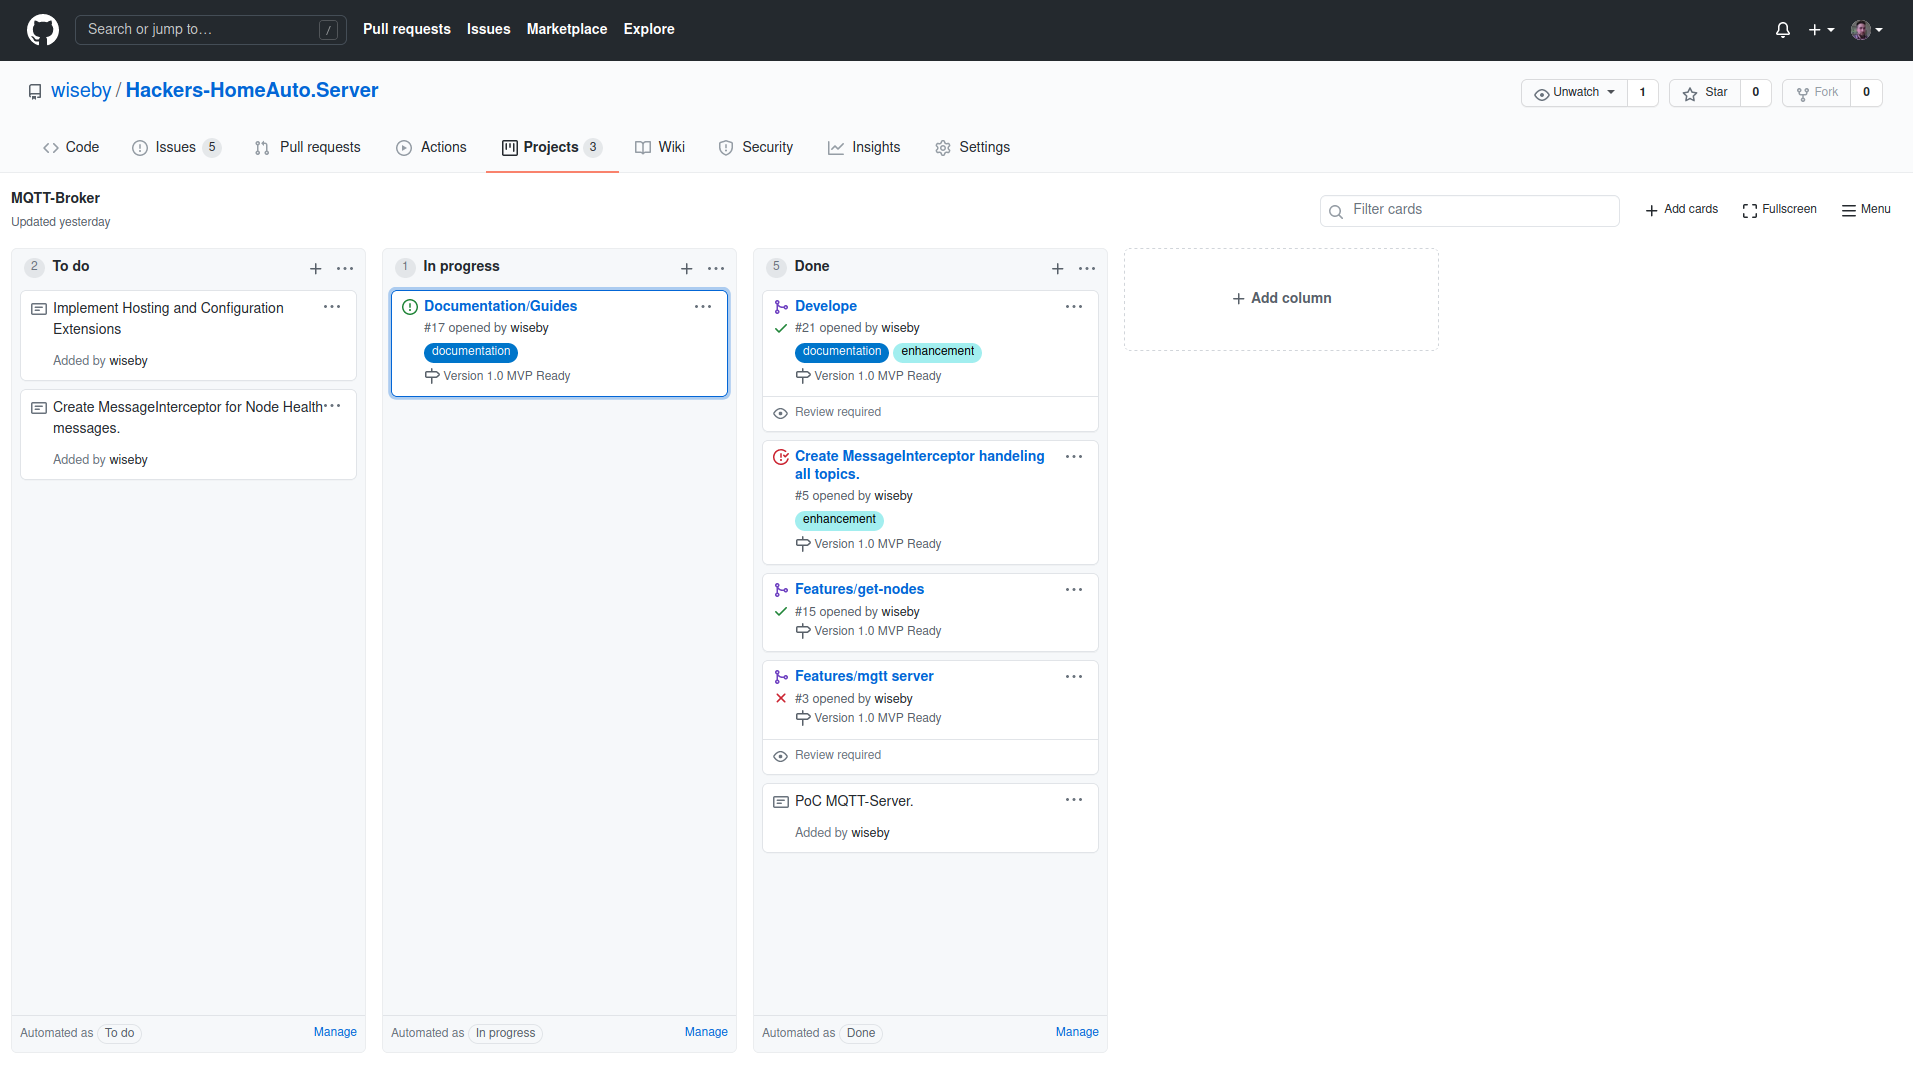 Search or jump to… /
Pull requests Issues Marketplace Explore
wiseby / Hackers-HomeAuto.Server
Unwatch 1 Star 0 Fork 0
Code Issues 5 Pull requests Actions Projects 3 Wiki Security Insights Settings
MQTT-Broker
Updated yesterday
Filter cards
Add cards Fullscreen Menu
2 To do
Implement Hosting and Configuration
Extensions
Added by wiseby
Create MessageInterceptor for Node Health
messages.
Added by wiseby
Automated as To do Manage
1 In progress
Documentation/Guides
#17 opened by wiseby
documentation
Version 1.0 MVP Ready
Automated as In progress Manage
5 Done
Develope
#21 opened by wiseby
documentation enhancement
Version 1.0 MVP Ready
Review required
Create MessageInterceptor handeling
all topics.
#5 opened by wiseby
enhancement
Version 1.0 MVP Ready
Features/get-nodes
#15 opened by wiseby
Version 1.0 MVP Ready
Features/mgtt server
#3 opened by wiseby
Version 1.0 MVP Ready
Review required
PoC MQTT-Server.
Added by wiseby
Automated as Done Manage
Add column